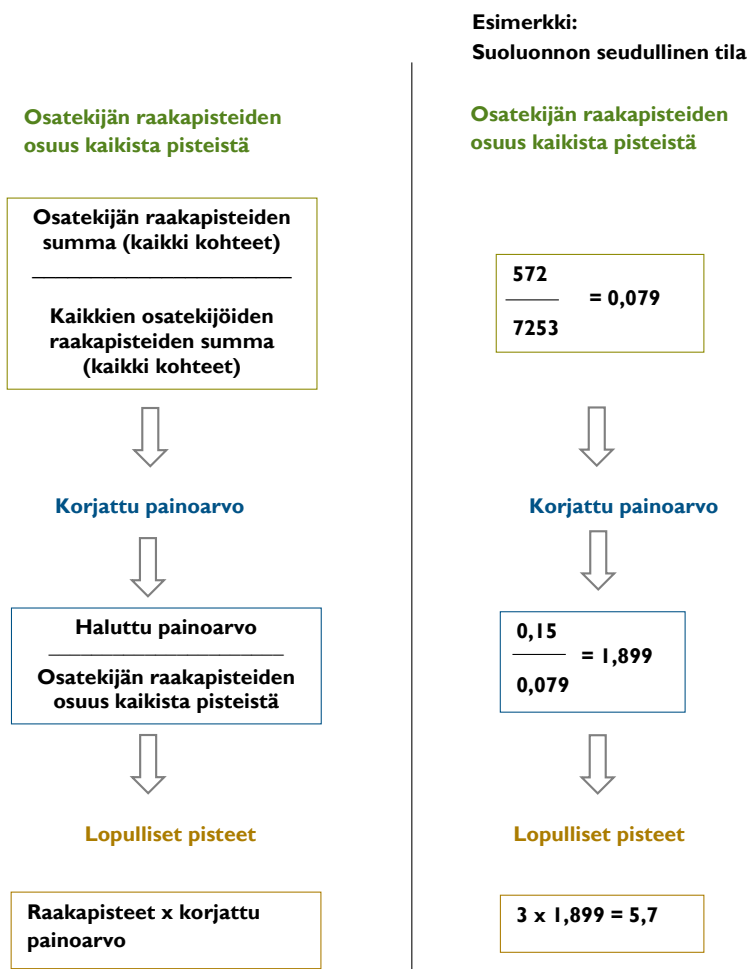 Esimerkki:
Suoluonnon seudullinen tila
Osatekijän raakapisteiden
osuus kaikista pisteistä
Osatekijän raakapisteiden
summa (kaikki kohteet)
Kaikkien osatekijöiden
raakapisteiden summa
(kaikki kohteet)
Korjattu painoarvo
Haluttu painoarvo
Osatekijän raakapisteiden
osuus kaikista pisteistä
Lopulliset pisteet
Raakapisteet x korjattu
painoarvo
Osatekijän raakapisteiden
osuus kaikista pisteistä
572
= 0,079
7253
Korjattu painoarvo
0,15
= 1,899
0,079
Lopulliset pisteet
3 x 1,899 = 5,7